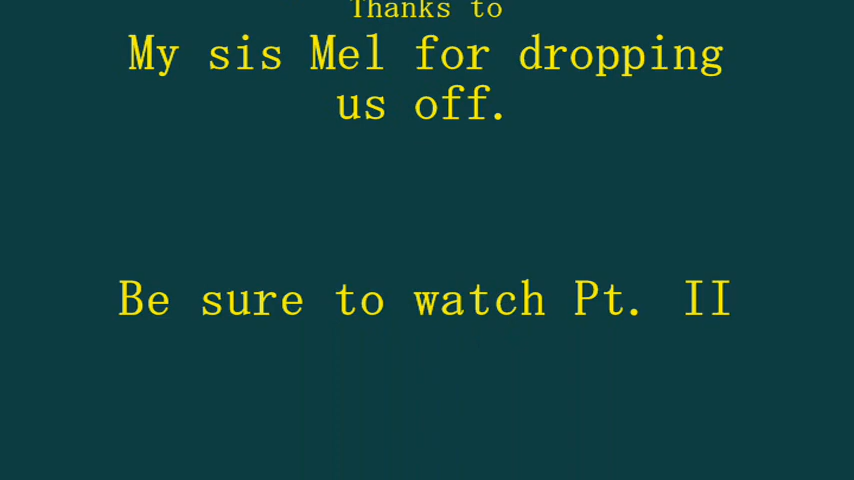 Thanks to
My sis Mel for dropping
us off.
Be sure to watch Pt. II